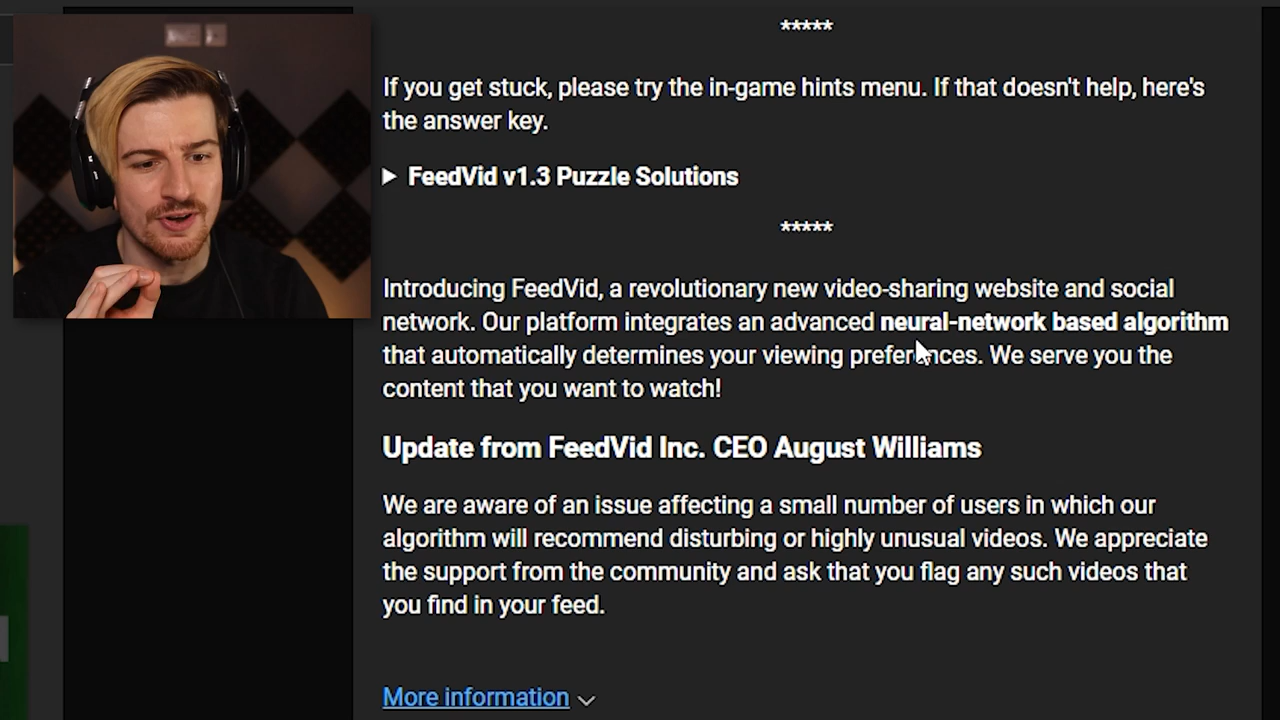 *****
If you get stuck, please try the in-game hints menu. If that doesn't help, here's
the answer key.
▶ FeedVid v1.3 Puzzle Solutions
*****
Introducing FeedVid, a revolutionary new video-sharing website and social
network. Our platform integrates an advanced neural-network based algorithm
that automatically determines your viewing preferences. We serve you the
content that you want to watch!
Update from FeedVid Inc. CEO August Williams
We are aware of an issue affecting a small number of users in which our
algorithm will recommend disturbing or highly unusual videos. We appreciate
the support from the community and ask that you flag any such videos that
you find in your feed.
More information